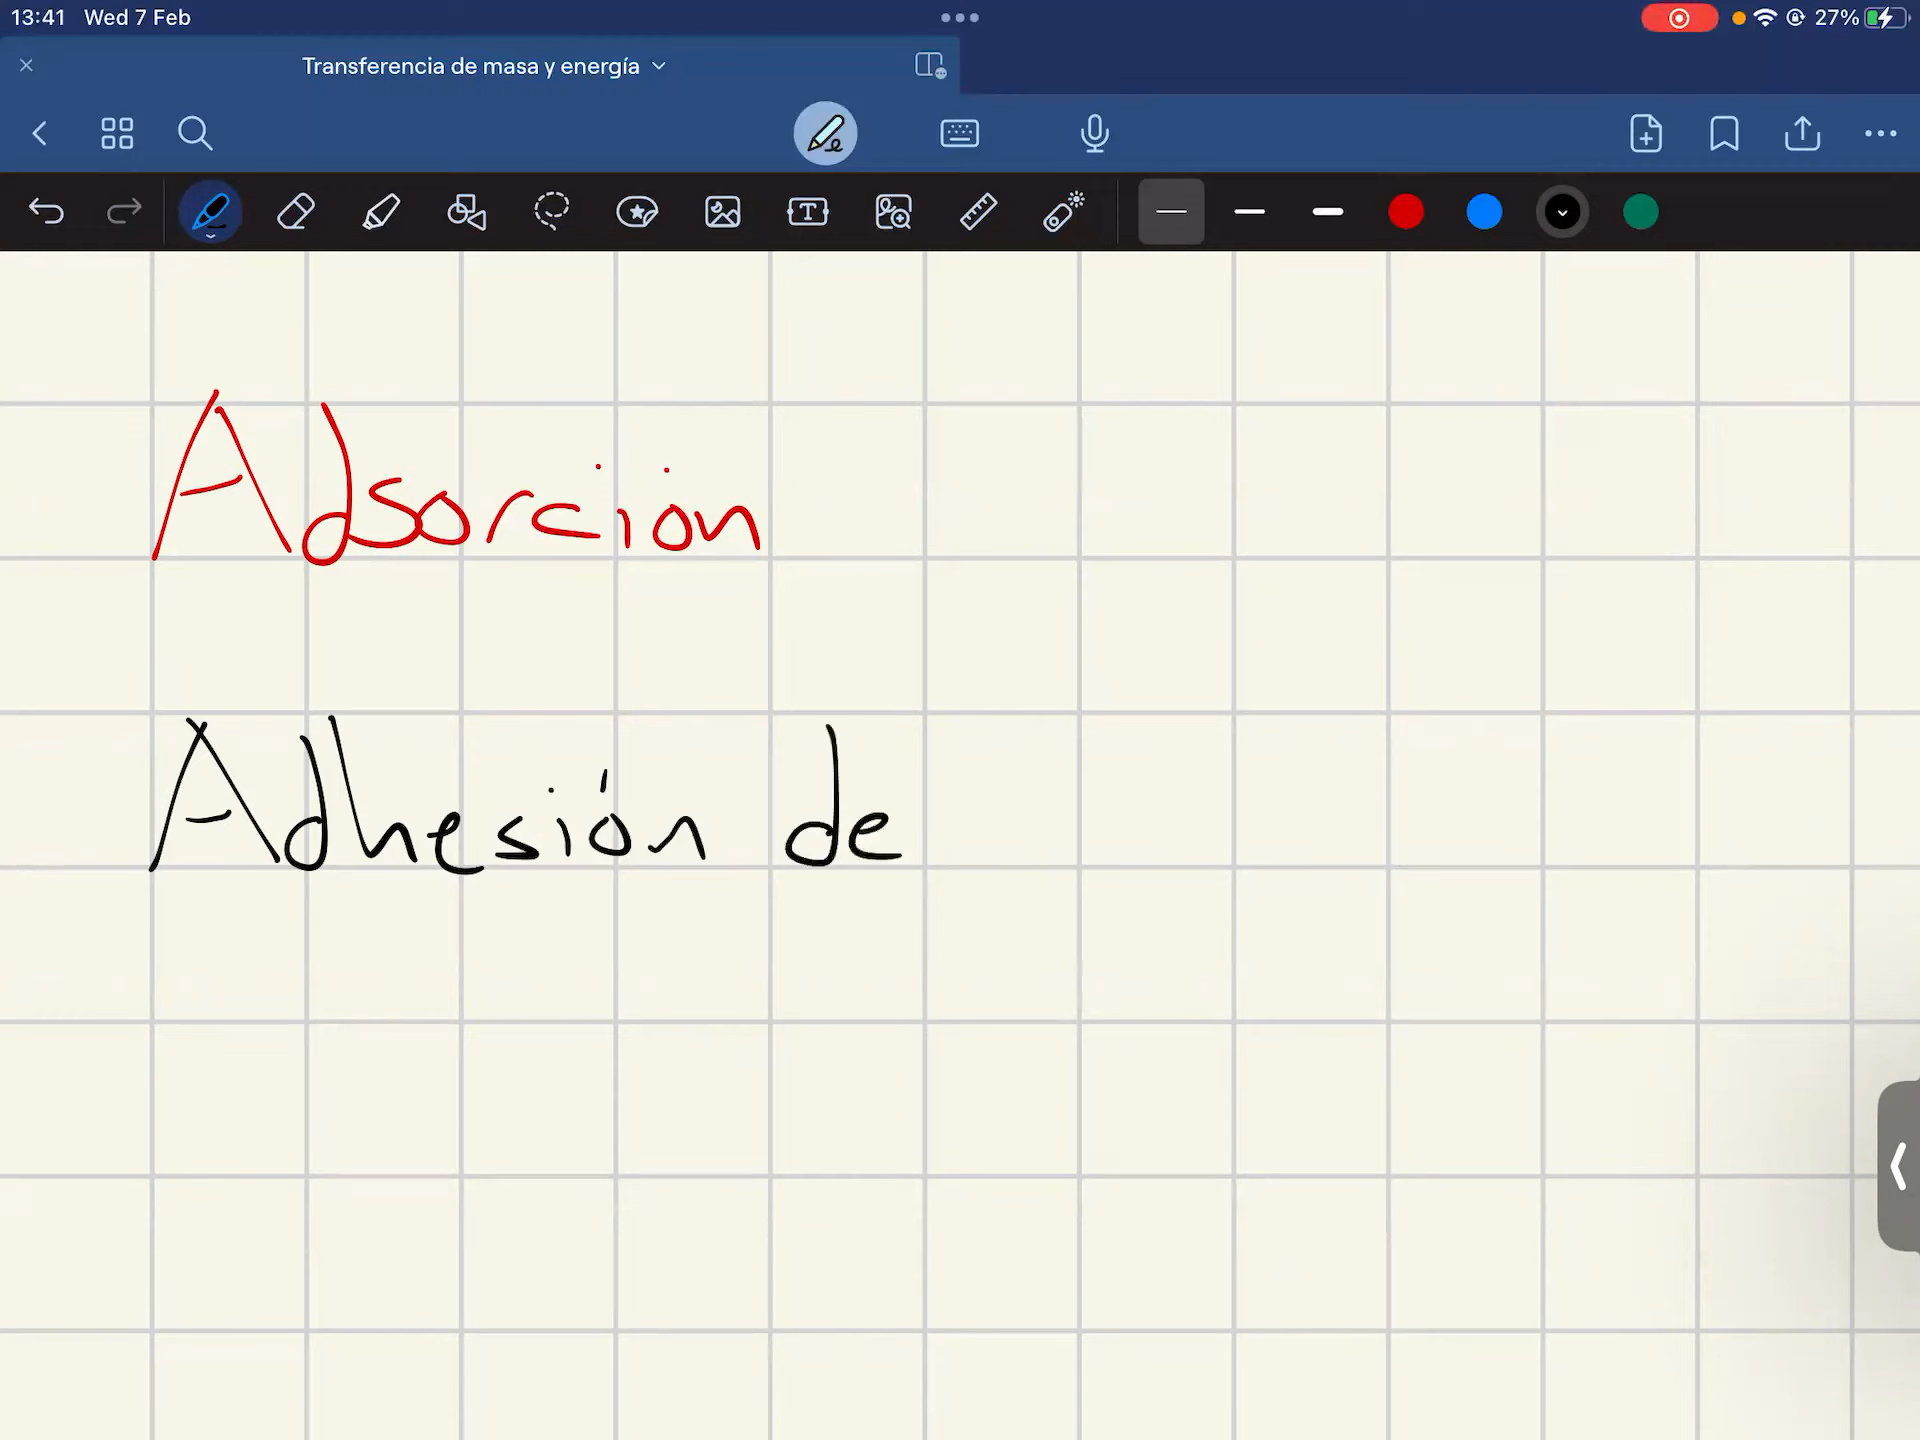 13:41 Wed 7 Feb
27%
Transferencia de masa y energía
Adsorcion
Adhesión de